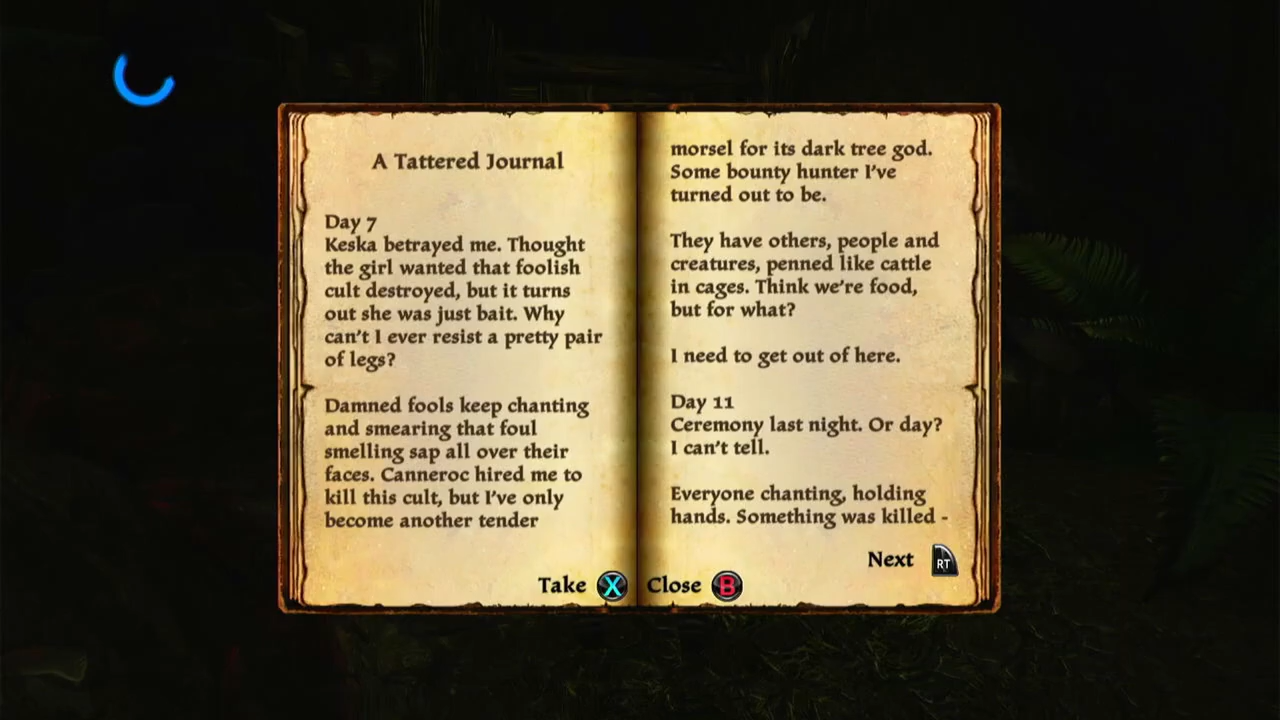 A Tattered Journal
Day 7
Keska betrayed me. Thought
the girl wanted that foolish
cult destroyed, but it turns
out she was just bait. Why
can't I ever resist a pretty pair
of legs?
Damned fools keep chanting
and smearing that foul
smelling sap all over their
faces. Canneroc hired me to
kill this cult, but I've only
become another tender
morsel for its dark tree god.
Some bounty hunter I've
turned out to be.
They have others, people and
creatures, penned like cattle
in cages. Think we're food,
but for what?
I need to get out of here.
Day 11
Ceremony last night. Or day?
I can't tell.
Everyone chanting, holding
hands. Something was killed -
Next RT
Take X Close B